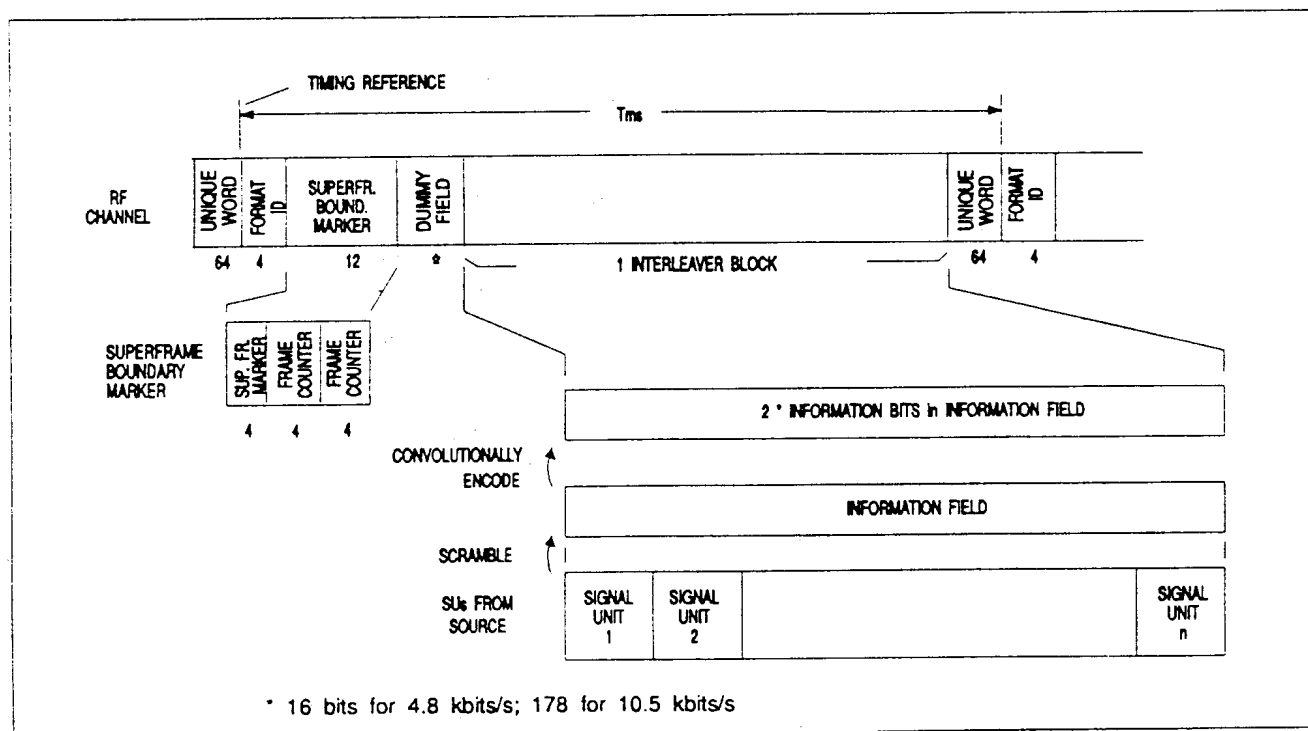 TIMING REFERENCE
Tms
RF
CHANNEL
UNIQUE
WORD
FORMAT
ID
SUPERFR.
BOUND.
MARKER
DUMMY
FIELD
UNIQUE
WORD
FORMAT
ID
64
4
12
*
1 INTERLEAVER BLOCK
64
4
SUPERFRAME
BOUNDARY
MARKER
SUP. FR.
MARKER
FRAME
COUNTER
FRAME
COUNTER
4
4
4
2 * INFORMATION BITS in INFORMATION FIELD
CONVOLUTIONALLY
ENCODE
INFORMATION FIELD
SCRAMBLE
SUs FROM
SOURCE
SIGNAL
UNIT
1
SIGNAL
UNIT
2
SIGNAL
UNIT
n
* 16 bits for 4.8 kbits/s; 178 for 10.5 kbits/s